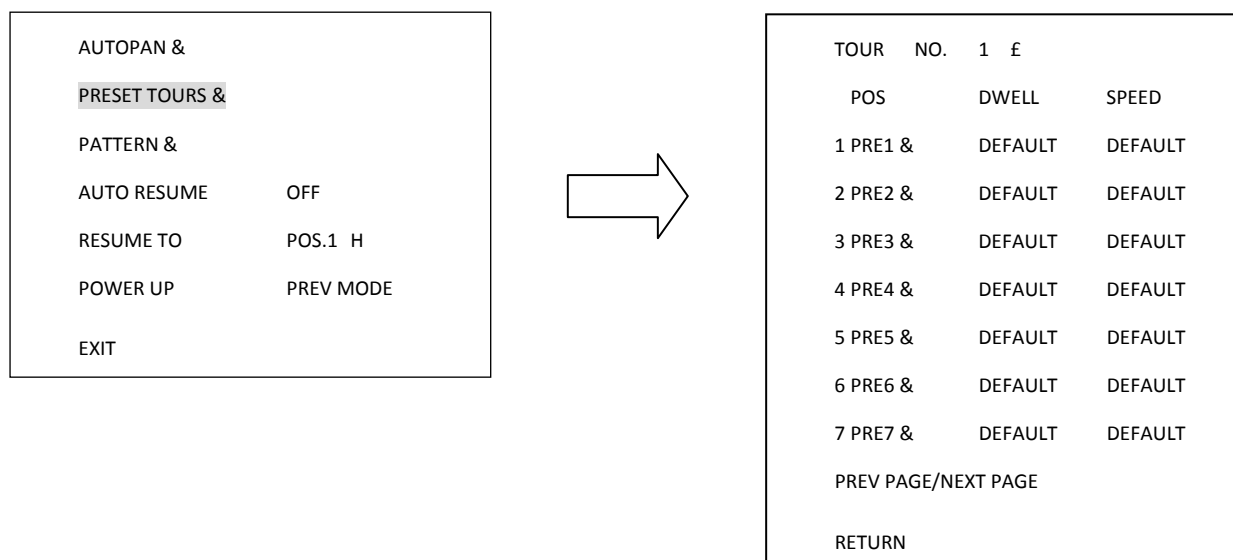 AUTOPAN &
PRESET TOURS &
PATTERN &
AUTO RESUME OFF
RESUME TO POS.1 H
POWER UP PREV MODE
EXIT
TOUR NO. 1 £
POS DWELL SPEED
1 PRE1 & DEFAULT DEFAULT
2 PRE2 & DEFAULT DEFAULT
3 PRE3 & DEFAULT DEFAULT
4 PRE4 & DEFAULT DEFAULT
5 PRE5 & DEFAULT DEFAULT
6 PRE6 & DEFAULT DEFAULT
7 PRE7 & DEFAULT DEFAULT
PREV PAGE/NEXT PAGE
RETURN